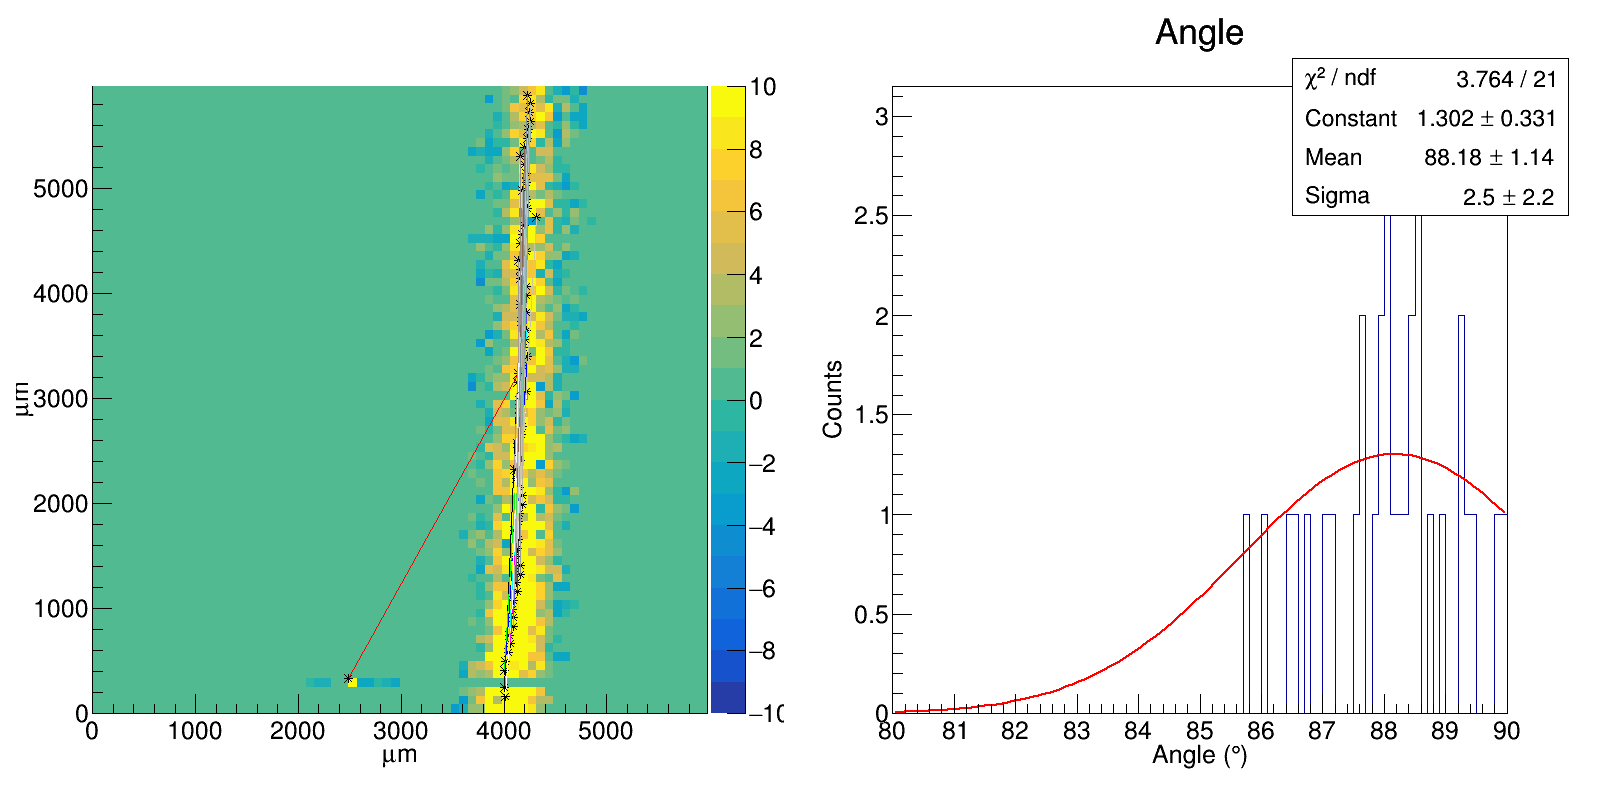 Angle
χ² / ndf 3.764 / 21
Constant 1.302 ± 0.331
Mean 88.18 ± 1.14
Sigma 2.5 ± 2.2
5000
4000
3000
2000
1000
0
μm
0 1000 2000 3000 4000 5000
μm
10
8
6
4
2
0
−2
−4
−6
−8
−10
3
2.5
2
1.5
1
0.5
0
Counts
80 81 82 83 84 85 86 87 88 89 90
Angle (°)